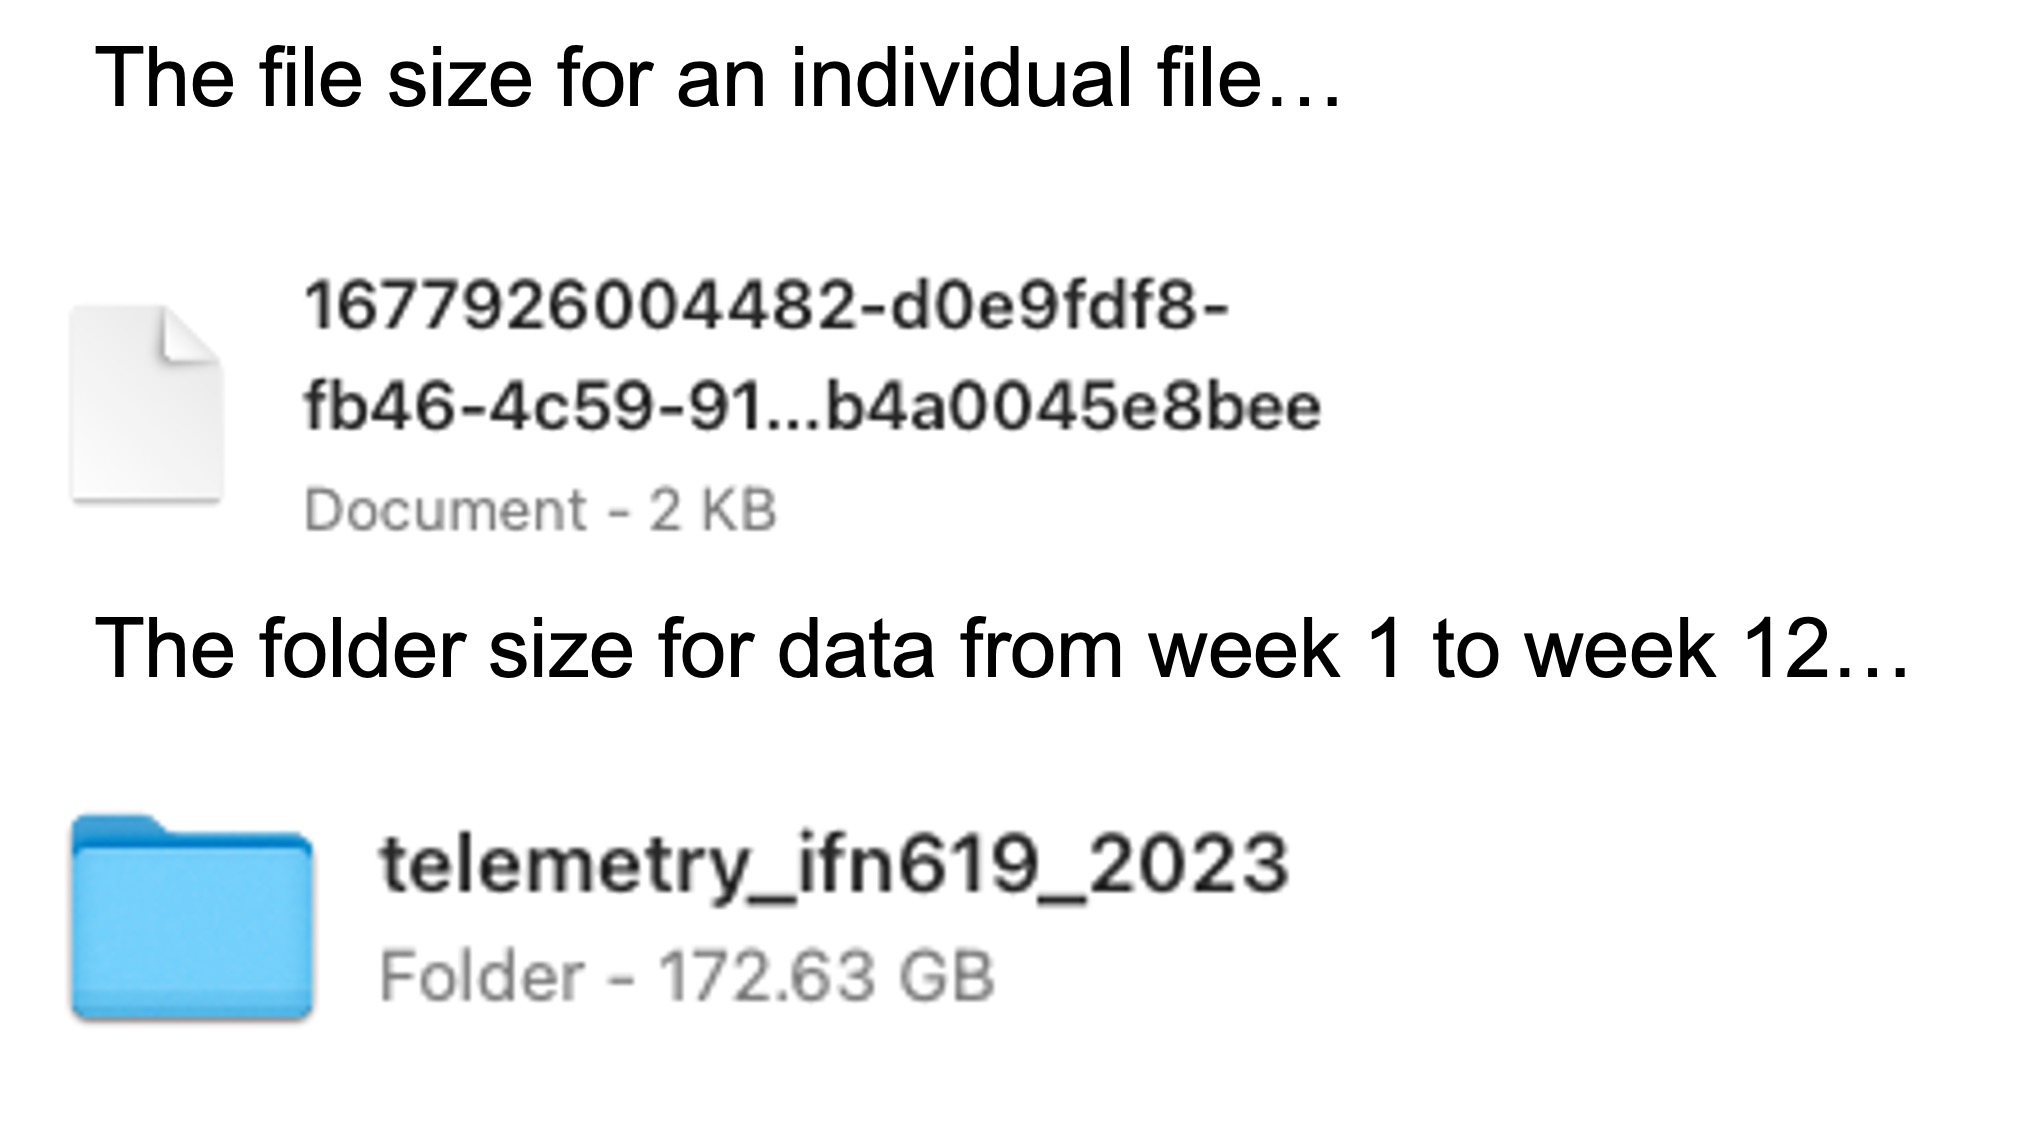 The file size for an individual file…
1677926004482-d0e9fdf8-
fb46-4c59-91...b4a0045e8bee
Document - 2 KB
The folder size for data from week 1 to week 12…
telemetry_ifn619_2023
Folder - 172.63 GB